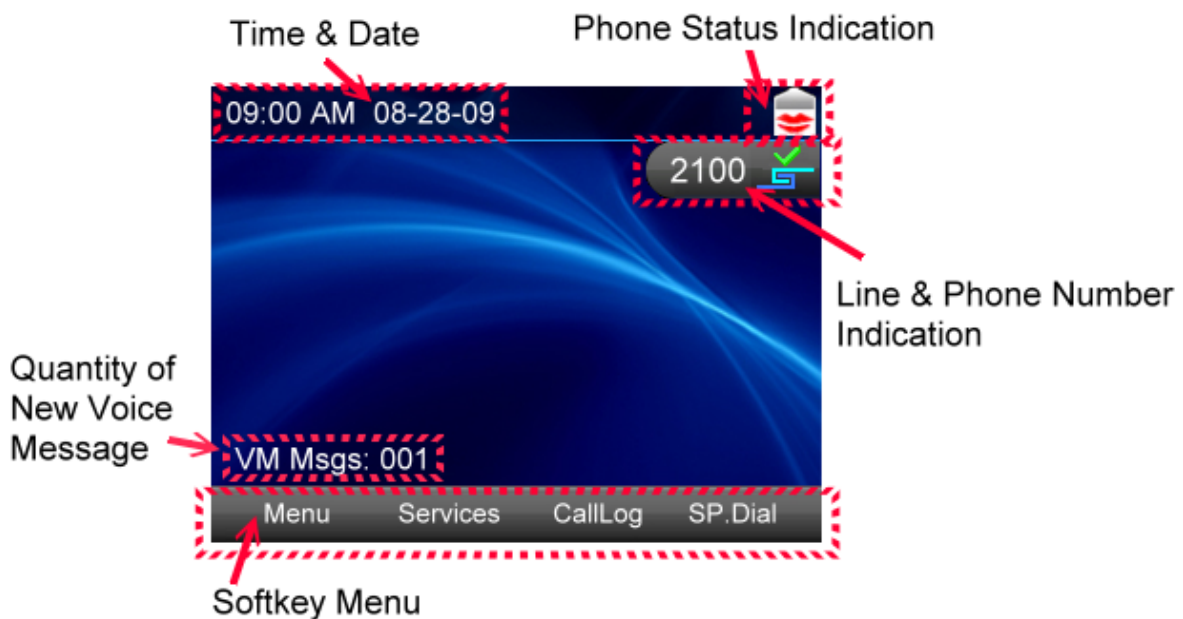 Time & Date
Phone Status Indication
09:00 AM 08-28-09
2100
Line & Phone Number
Indication
Quantity of
New Voice
Message
VM Msgs: 001
Menu Services CallLog SP.Dial
Softkey Menu